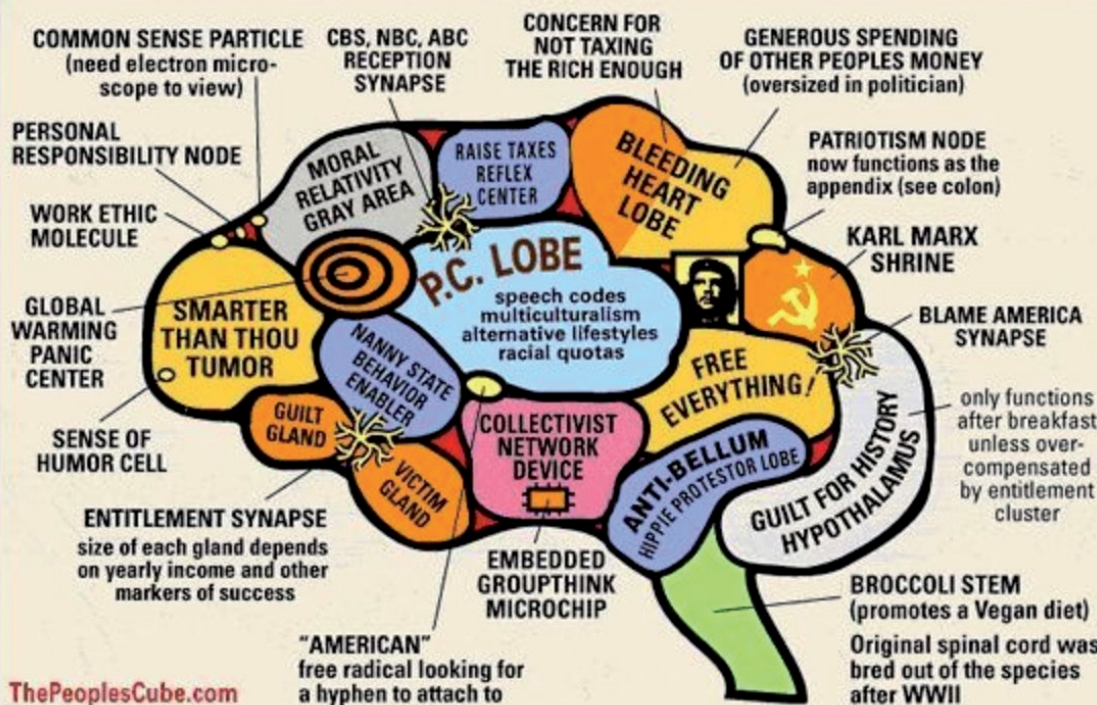 COMMON SENSE PARTICLE
(need electron micro-
scope to view)
CBS, NBC, ABC
RECEPTION
SYNAPSE
CONCERN FOR
NOT TAXING
THE RICH ENOUGH
GENEROUS SPENDING
OF OTHER PEOPLES MONEY
(oversized in politician)
PERSONAL
RESPONSIBILITY NODE
PATRIOTISM NODE
now functions as the
appendix (see colon)
WORK ETHIC
MOLECULE
MORAL
RELATIVITY
GRAY AREA
RAISE TAXES
REFLEX
CENTER
BLEEDING
HEART
LOBE
KARL MARX
SHRINE
GLOBAL
WARMING
PANIC
CENTER
SMARTER
THAN THOU
TUMOR
P.C. LOBE
speech codes
multiculturalism
alternative lifestyles
racial quotas
BLAME AMERICA
SYNAPSE
NANNY STATE
BEHAVIOR
ENABLER
FREE
EVERYTHING!
only functions
after breakfast
unless over-
compensated
by entitlement
cluster
SENSE OF
HUMOR CELL
GUILT
GLAND
VICTIM
GLAND
COLLECTIVIST
NETWORK
DEVICE
ANTI-BELLUM
HIPPIE PROTESTOR LOBE
GUILT FOR HISTORY
HYPOTHALAMUS
ENTITLEMENT SYNAPSE
size of each gland depends
on yearly income and other
markers of success
EMBEDDED
GROUPTHINK
MICROCHIP
BROCCOLI STEM
(promotes a Vegan diet)
Original spinal cord was
bred out of the species
after WWII
"AMERICAN"
free radical looking for
a hyphen to attach to
ThePeoplesCube.com